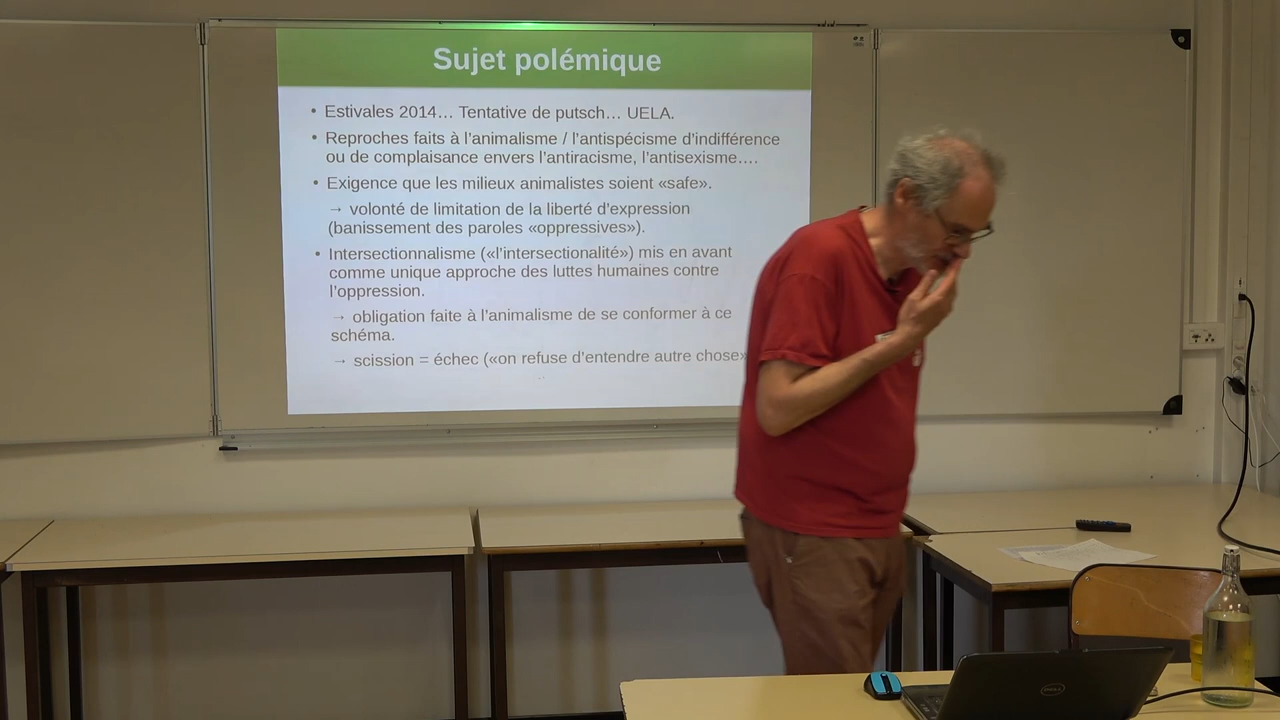 Sujet polémique
• Estivales 2014… Tentative de putsch… UELA.
• Reproches faits à l’animalisme / l’antispécisme d’indifférence
ou de complaisance envers l’antiracisme, l’antisexisme….
• Exigence que les milieux animalistes soient «safe».
→ volonté de limitation de la liberté d’expression
(banissement des paroles «oppressives»).
• Intersectionnalisme («l’intersectionalité») mis en avant
comme unique approche des luttes humaines contre
l’oppression.
→ obligation faite à l’animalisme de se conformer à ce
schéma.
→ scission = échec («on refuse d’entendre autre chose»
DELL